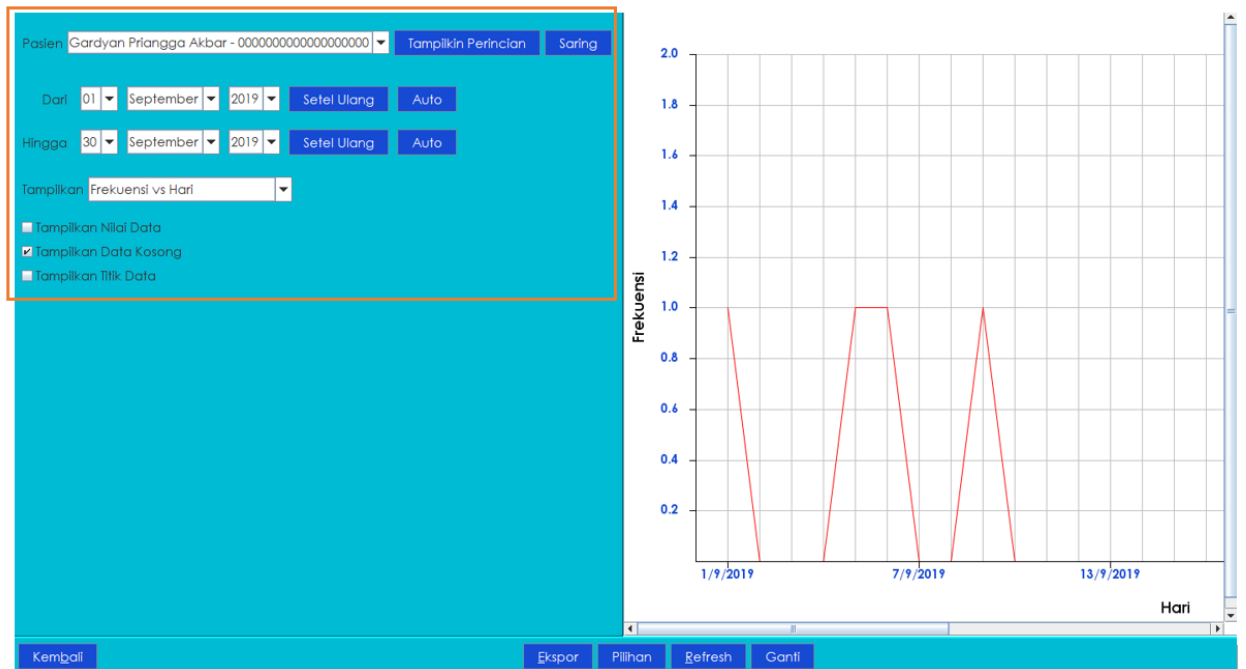 Pasien Gardyan Priangga Akbar - 0000000000000000000 Tampilkin Perincian Saring
Dari 01 September 2019 Setel Ulang Auto
Hingga 30 September 2019 Setel Ulang Auto
Tampilkan Frekuensi vs Hari
Tampilkan Nilai Data
Tampilkan Data Kosong
Tampilkan Titik Data
2.0
1.8
1.6
1.4
1.2
1.0
0.8
0.6
0.4
0.2
Frekuensi
1/9/2019 7/9/2019 13/9/2019
Hari
Kembali Ekspor Pilihan Refresh Ganti